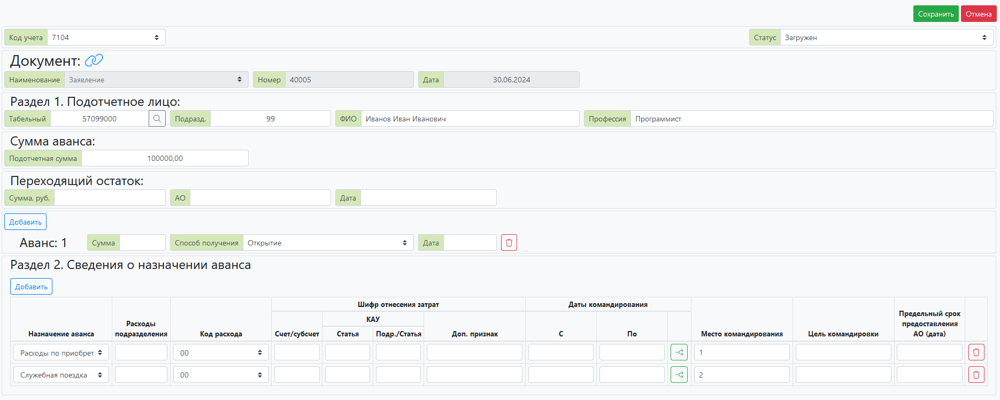 Сохранить Отмена
Код учета 7104 Статус Загружен
Документ:
Наименование Заявление Номер 40005 Дата 30.06.2024
Раздел 1. Подотчетное лицо:
Табельный 57099000 Подразд. 99 ФИО Иванов Иван Иванович Профессия Программист
Сумма аванса:
Подотчетная сумма 100000,00
Переходящий остаток:
Сумма, руб. АО Дата
Добавить
Аванс: 1 Сумма Способ получения Открытие Дата
Раздел 2. Сведения о назначении аванса
Добавить
Шифр отнесения затрат Даты командирования
КАУ
Назначение аванса Расходы подразделения Код расхода Счет/субсчет Статья Подр./Статья Доп. признак С По Место командирования Цель командировки Предельный срок предоставления АО (дата)
Расходы по приобрет 00 1
Служебная поездка 00 2